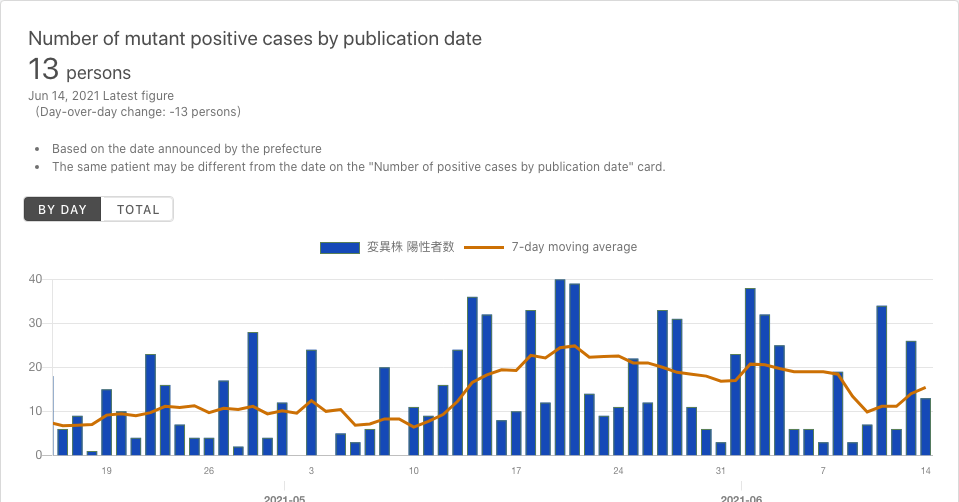 Number of mutant positive cases by publication date
13 persons
Jun 14, 2021 Latest figure
(Day-over-day change: -13 persons)
• Based on the date announced by the prefecture
• The same patient may be different from the date on the "Number of positive cases by publication date" card.
BY DAY TOTAL
変異株 陽性者数 7-day moving average
40
30
20
10
0
19 26 3 10 17 24 31 7 14
2021-05 2021-06